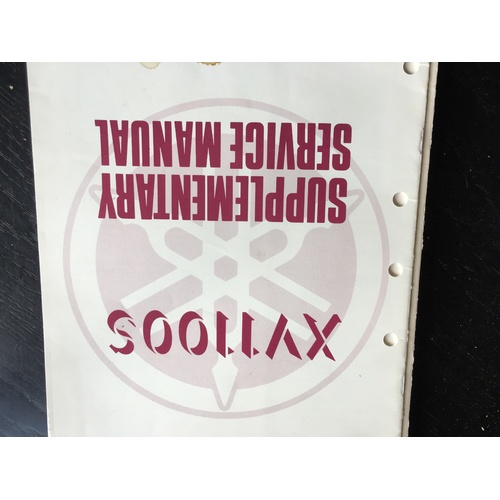 XV1100S
SUPPLEMENTARY
SERVICE MANUAL